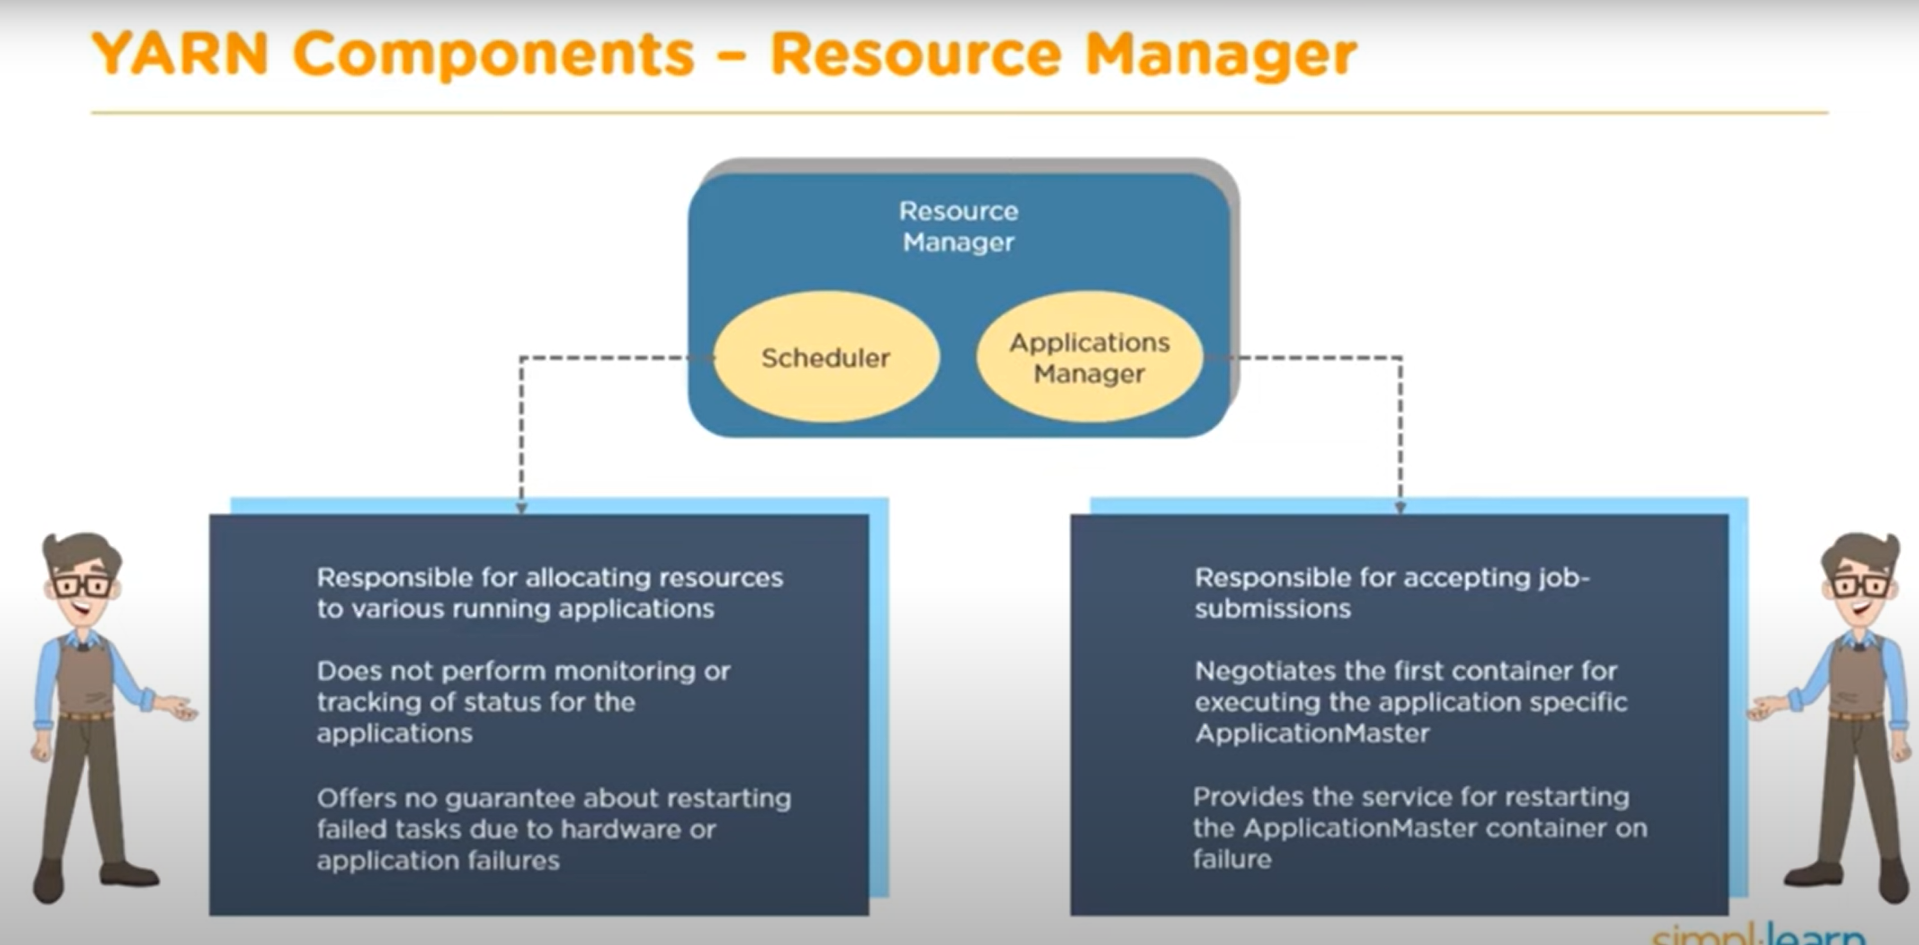 YARN Components – Resource Manager
Resource
Manager
Scheduler
Applications
Manager
Responsible for allocating resources
to various running applications
Does not perform monitoring or
tracking of status for the
applications
Offers no guarantee about restarting
failed tasks due to hardware or
application failures
Responsible for accepting job-
submissions
Negotiates the first container for
executing the application specific
ApplicationMaster
Provides the service for restarting
the ApplicationMaster container on
failure
simplilearn